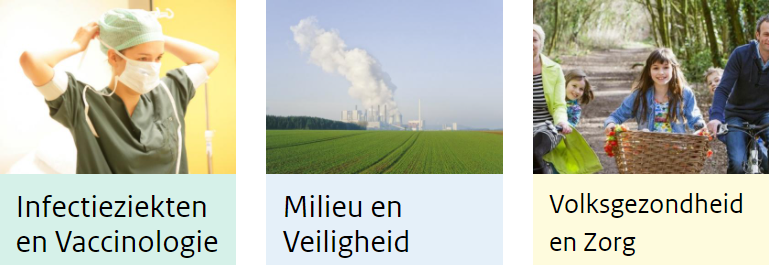 Infectieziekten
en Vaccinologie
Milieu en
Veiligheid
Volksgezondheid
en Zorg